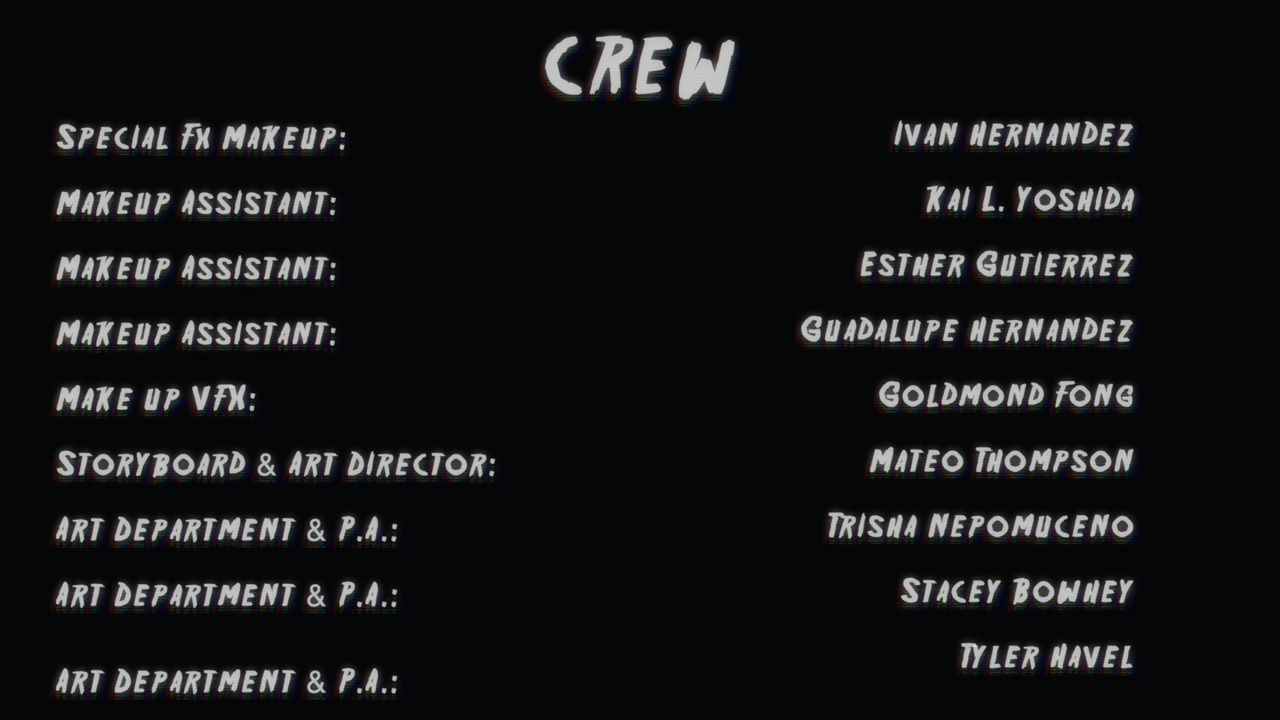 CREW
SPECIAL FX MAKEUP: IVAN HERNANDEZ
MAKEUP ASSISTANT: KAI L. YOSHIDA
MAKEUP ASSISTANT: ESTHER GUTIERREZ
MAKEUP ASSISTANT: GUADALUPE HERNANDEZ
MAKE UP VFX: GOLDMOND FONG
STORYBOARD & ART DIRECTOR: MATEO THOMPSON
ART DEPARTMENT & P.A.: TRISHA NEPOMUCENO
ART DEPARTMENT & P.A.: STACEY BOWHEY
ART DEPARTMENT & P.A.: TYLER HAVEL